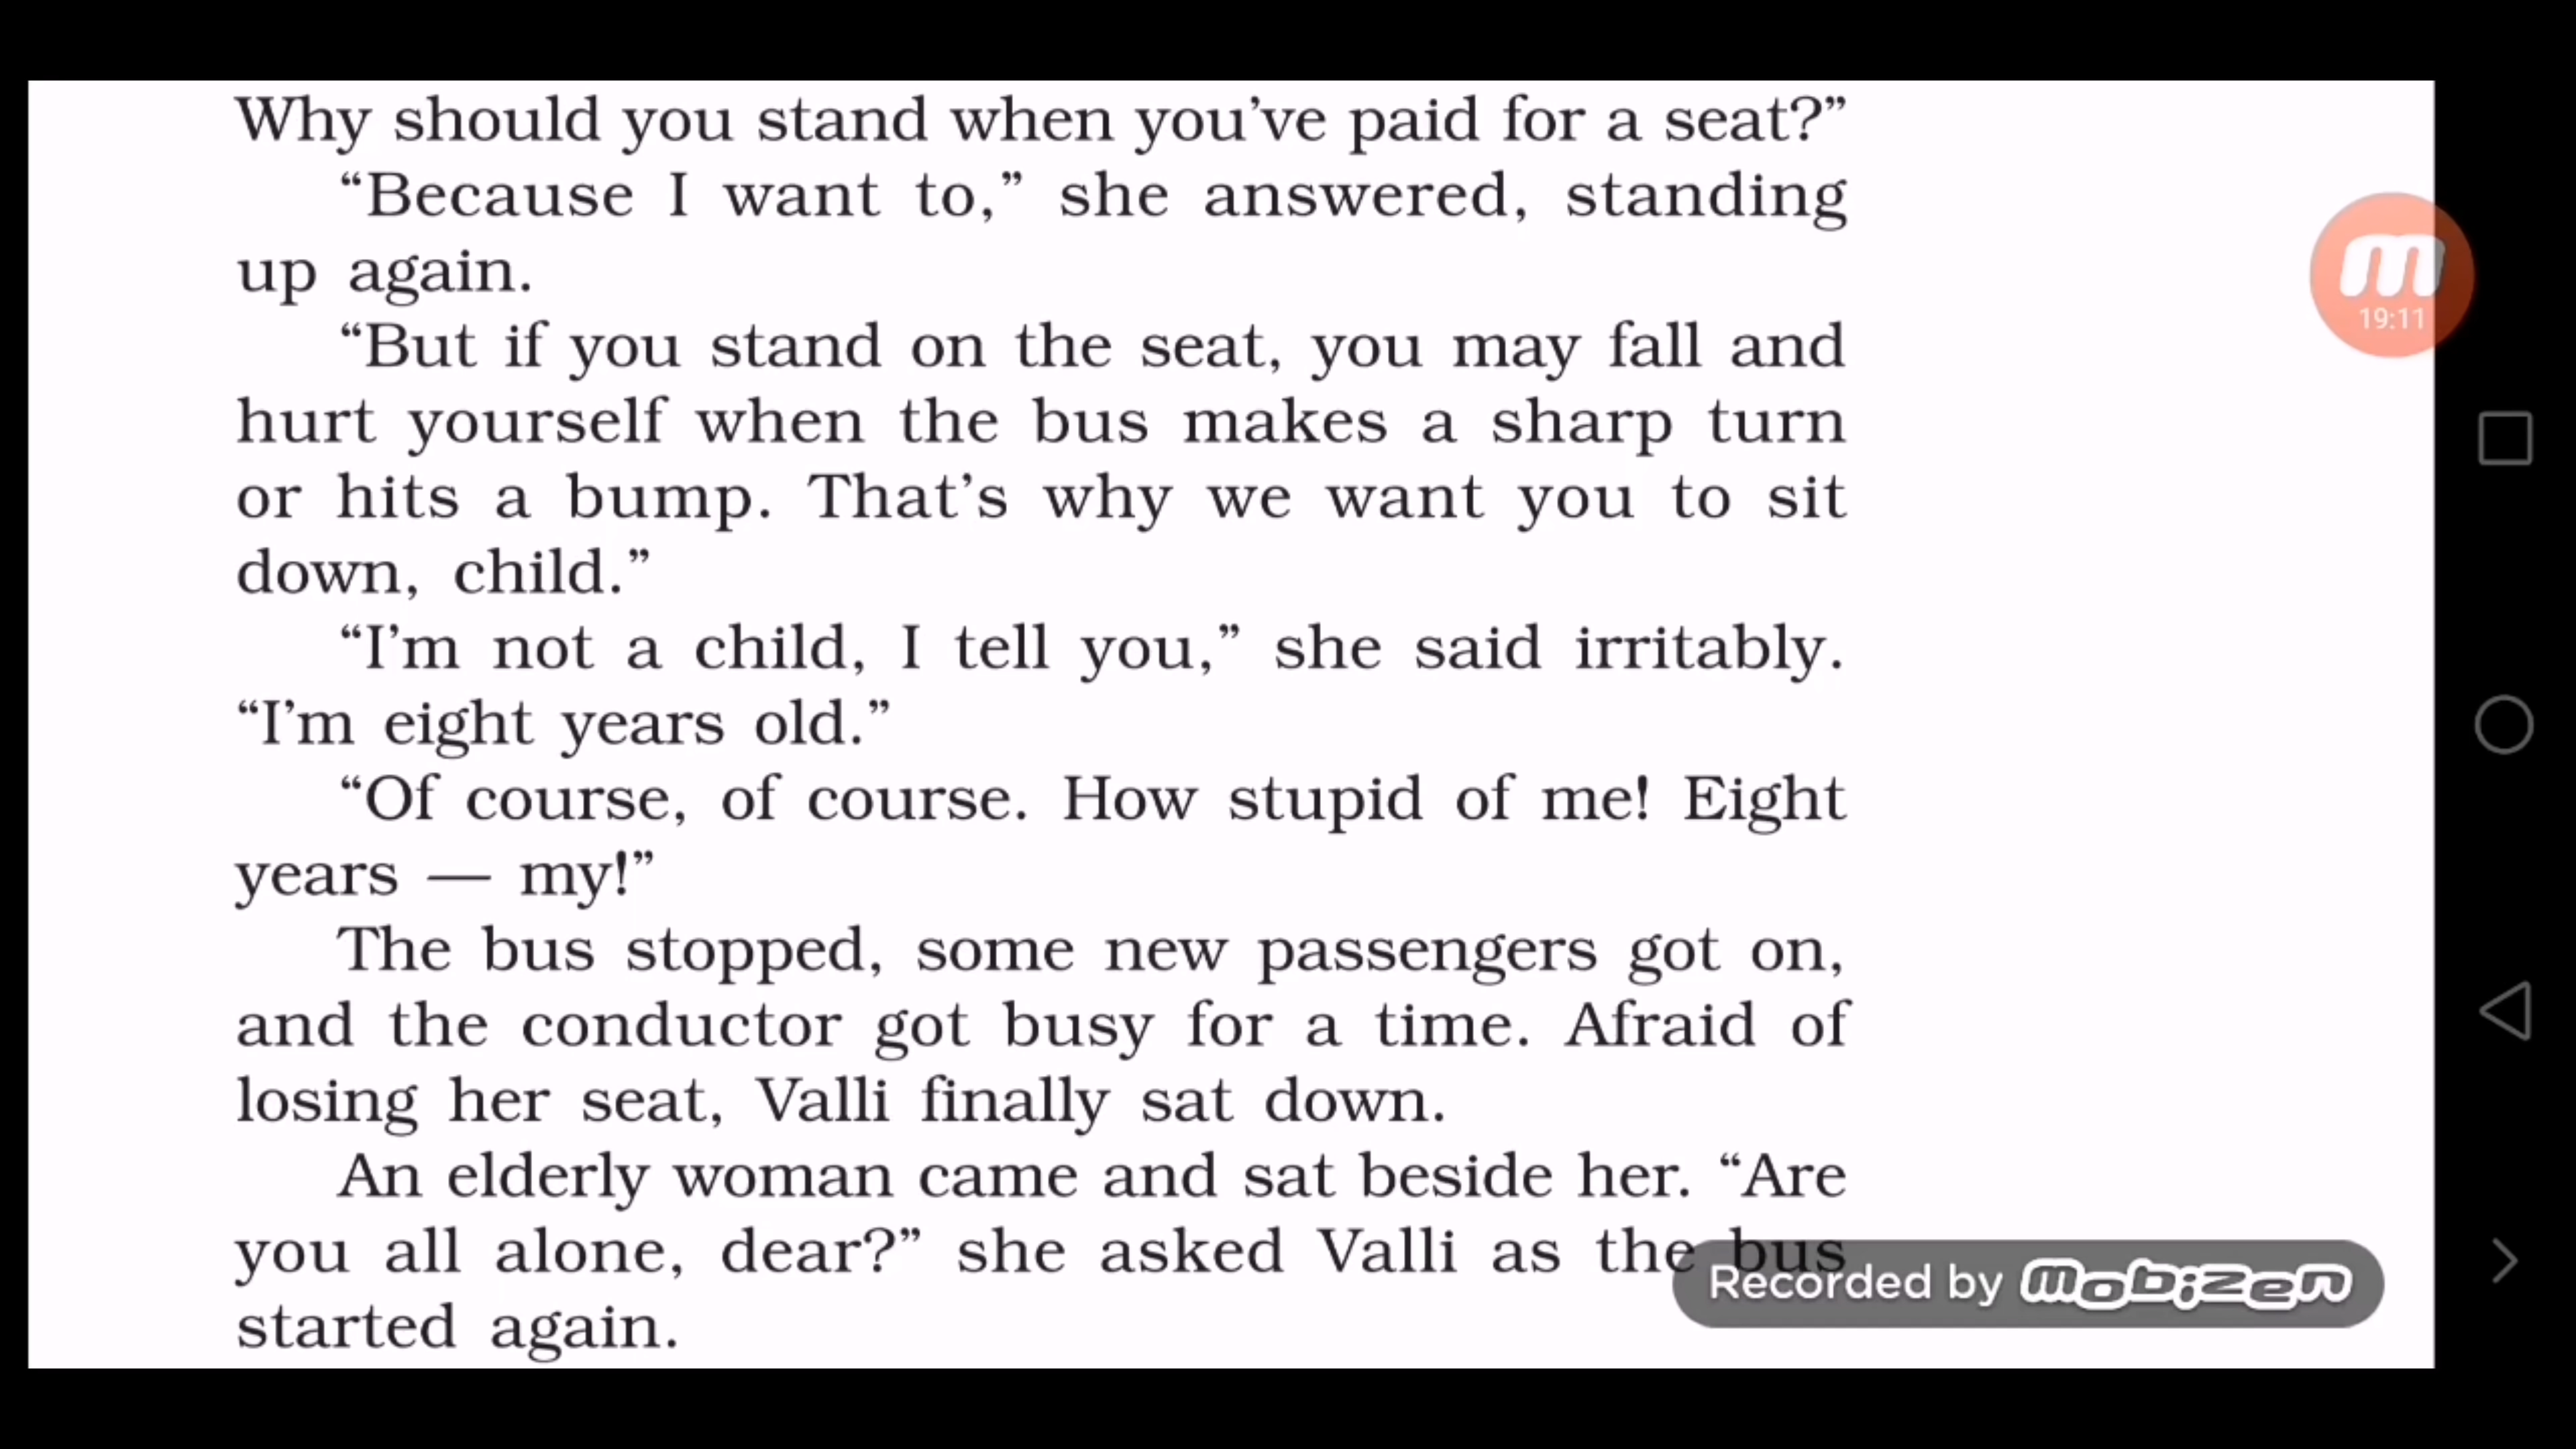 Why should you stand when you’ve paid for a seat?”
“Because I want to,” she answered, standing
up again.
“But if you stand on the seat, you may fall and
hurt yourself when the bus makes a sharp turn
or hits a bump. That’s why we want you to sit
down, child.”
“I’m not a child, I tell you,” she said irritably.
“I’m eight years old.”
“Of course, of course. How stupid of me! Eight
years — my!”
The bus stopped, some new passengers got on,
and the conductor got busy for a time. Afraid of
losing her seat, Valli finally sat down.
An elderly woman came and sat beside her. “Are
you all alone, dear?” she asked Valli as the bus
started again.
m
19:11
Recorded by mobizen